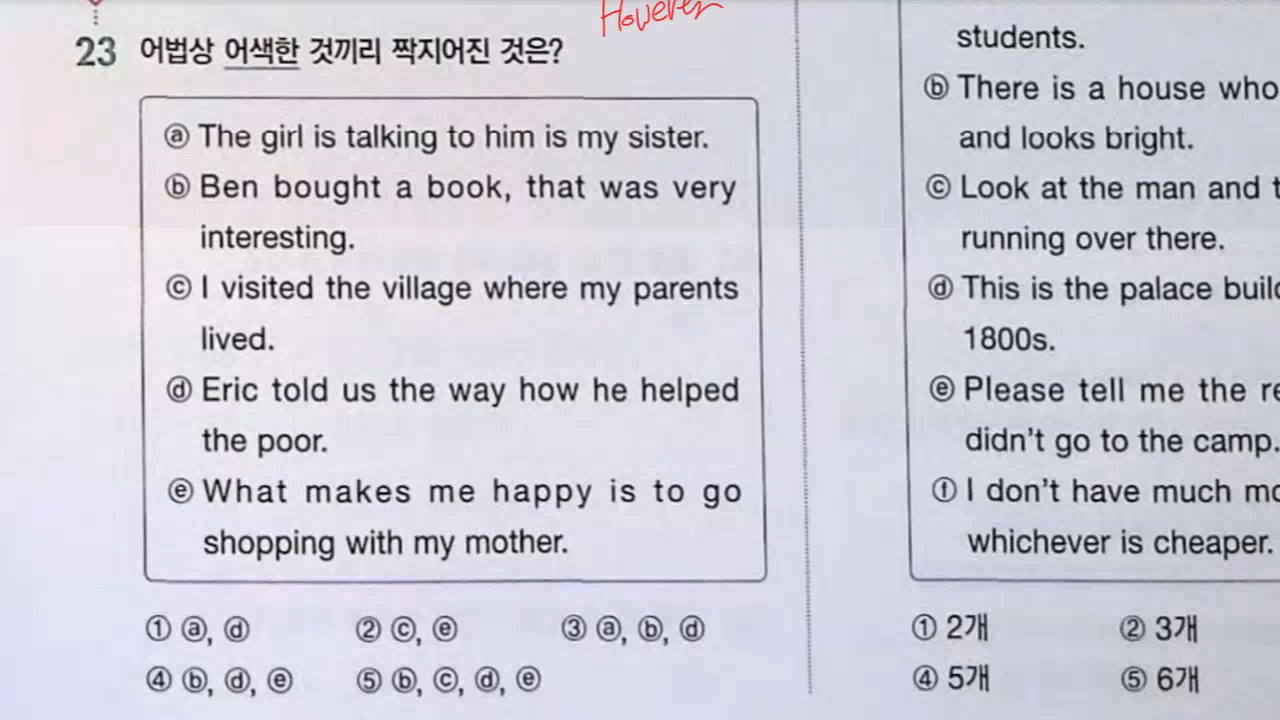 However
23 어법상 어색한 것끼리 짝지어진 것은?
ⓐ The girl is talking to him is my sister.
ⓑ Ben bought a book, that was very
interesting.
ⓒ I visited the village where my parents
lived.
ⓓ Eric told us the way how he helped
the poor.
ⓔ What makes me happy is to go
shopping with my mother.
① ⓐ, ⓓ ② ⓒ, ⓔ ③ ⓐ, ⓑ, ⓓ
④ ⓑ, ⓓ, ⓔ ⑤ ⓑ, ⓒ, ⓓ, ⓔ
students.
ⓑ There is a house who
and looks bright.
ⓒ Look at the man and t
running over there.
ⓓ This is the palace build
1800s.
ⓔ Please tell me the re
didn't go to the camp.
ⓕ I don't have much mo
whichever is cheaper.
① 2개 ② 3개
④ 5개 ⑤ 6개